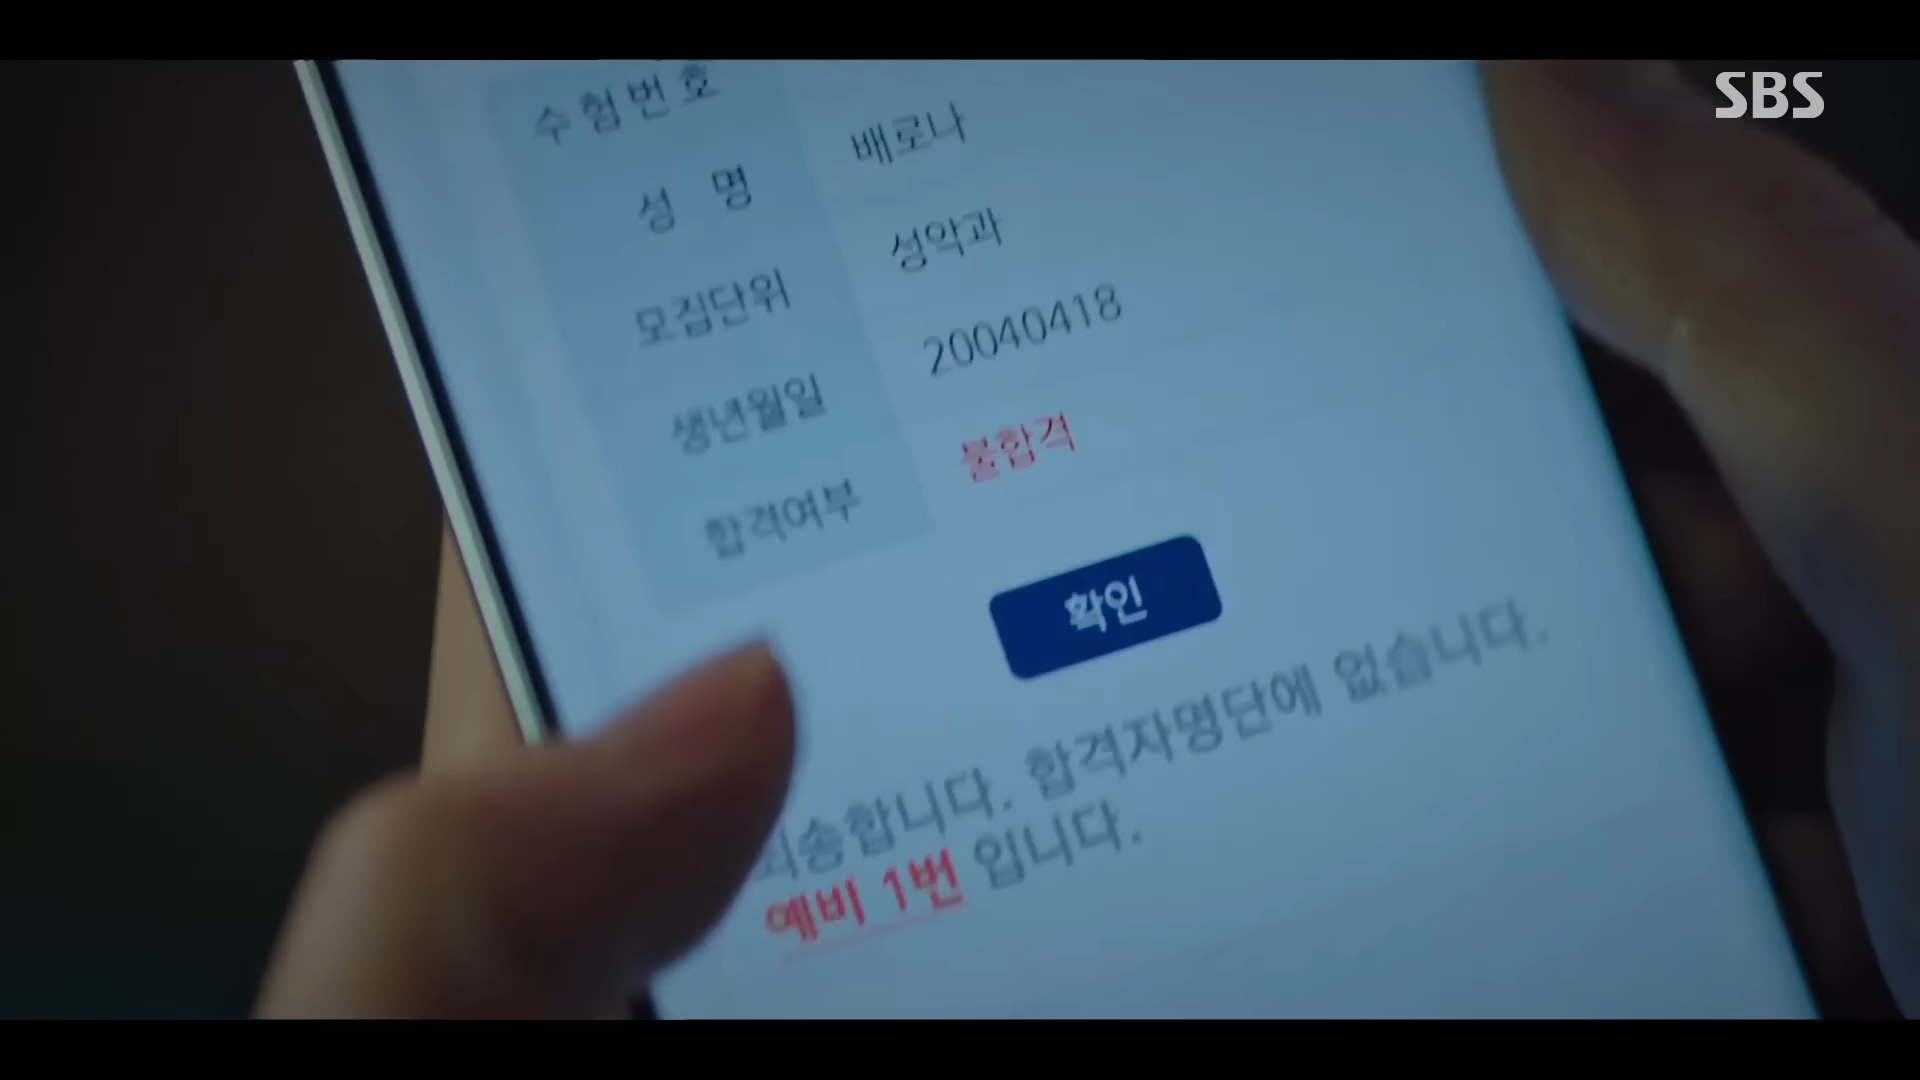 SBS
수험번호
성 명 배로나
모집단위 성악과
생년월일 20040418
합격여부 불합격
확인
죄송합니다. 합격자명단에 없습니다.
예비 1번 입니다.